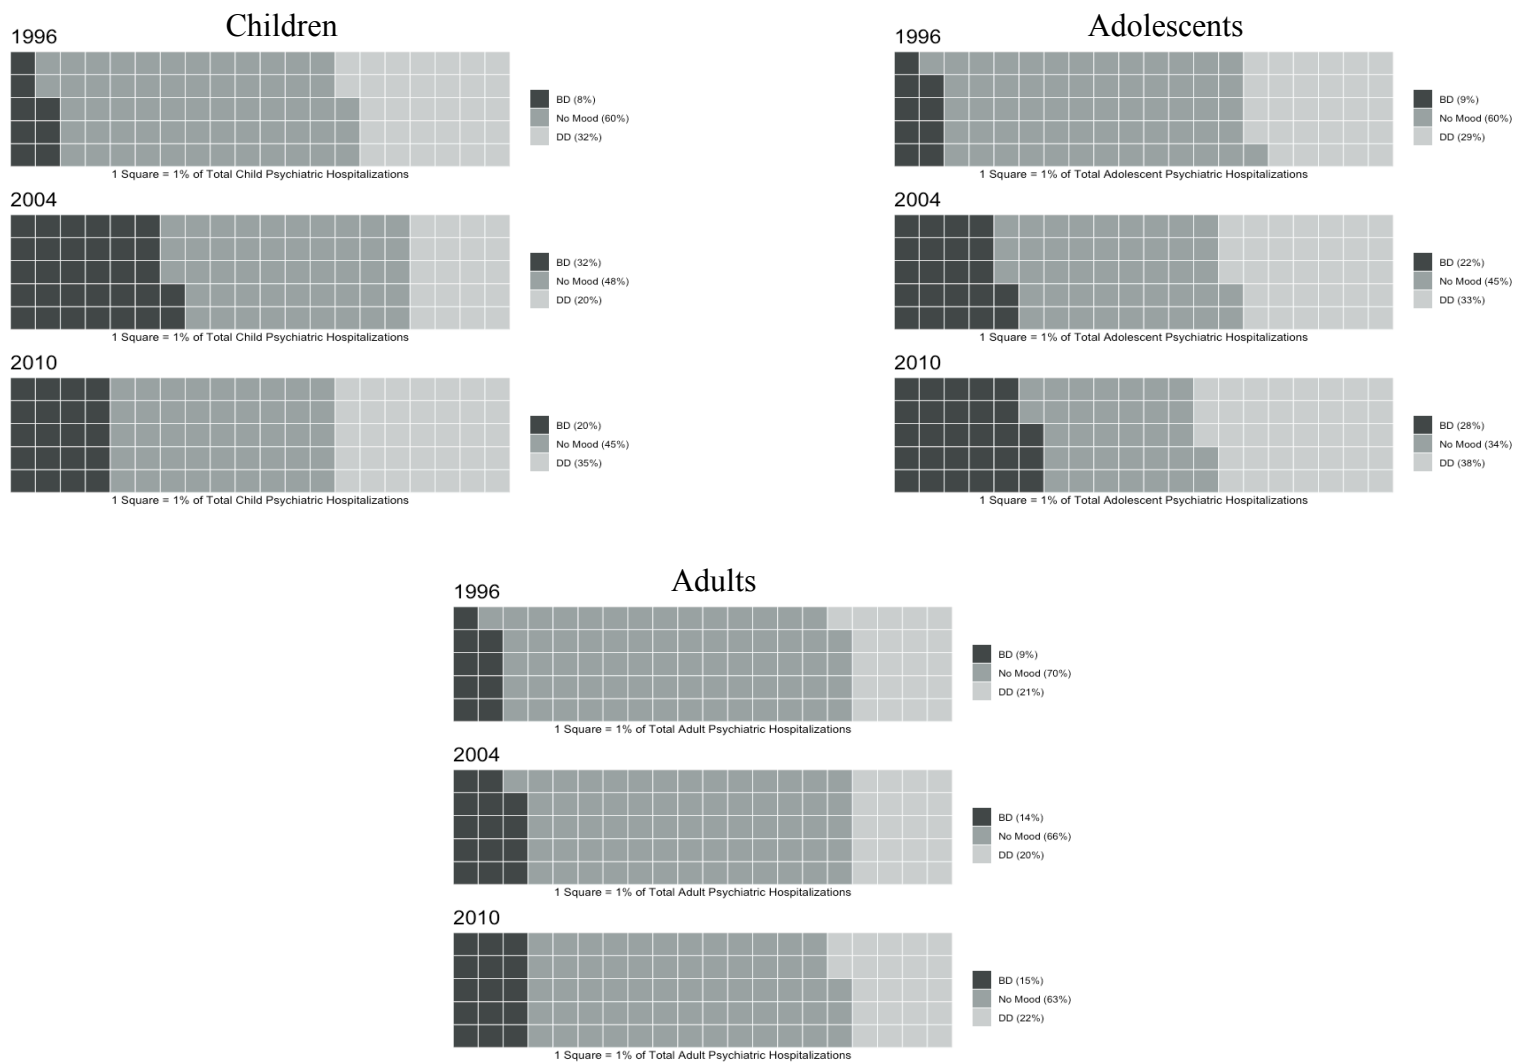 Children
1996
BD (8%)
No Mood (60%)
DD (32%)
1 Square = 1% of Total Child Psychiatric Hospitalizations
2004
BD (32%)
No Mood (48%)
DD (20%)
1 Square = 1% of Total Child Psychiatric Hospitalizations
2010
BD (20%)
No Mood (45%)
DD (35%)
1 Square = 1% of Total Child Psychiatric Hospitalizations
Adolescents
1996
BD (9%)
No Mood (60%)
DD (29%)
1 Square = 1% of Total Adolescent Psychiatric Hospitalizations
2004
BD (22%)
No Mood (45%)
DD (33%)
1 Square = 1% of Total Adolescent Psychiatric Hospitalizations
2010
BD (28%)
No Mood (34%)
DD (38%)
1 Square = 1% of Total Adolescent Psychiatric Hospitalizations
Adults
1996
BD (9%)
No Mood (70%)
DD (21%)
1 Square = 1% of Total Adult Psychiatric Hospitalizations
2004
BD (14%)
No Mood (66%)
DD (20%)
1 Square = 1% of Total Adult Psychiatric Hospitalizations
2010
BD (15%)
No Mood (63%)
DD (22%)
1 Square = 1% of Total Adult Psychiatric Hospitalizations